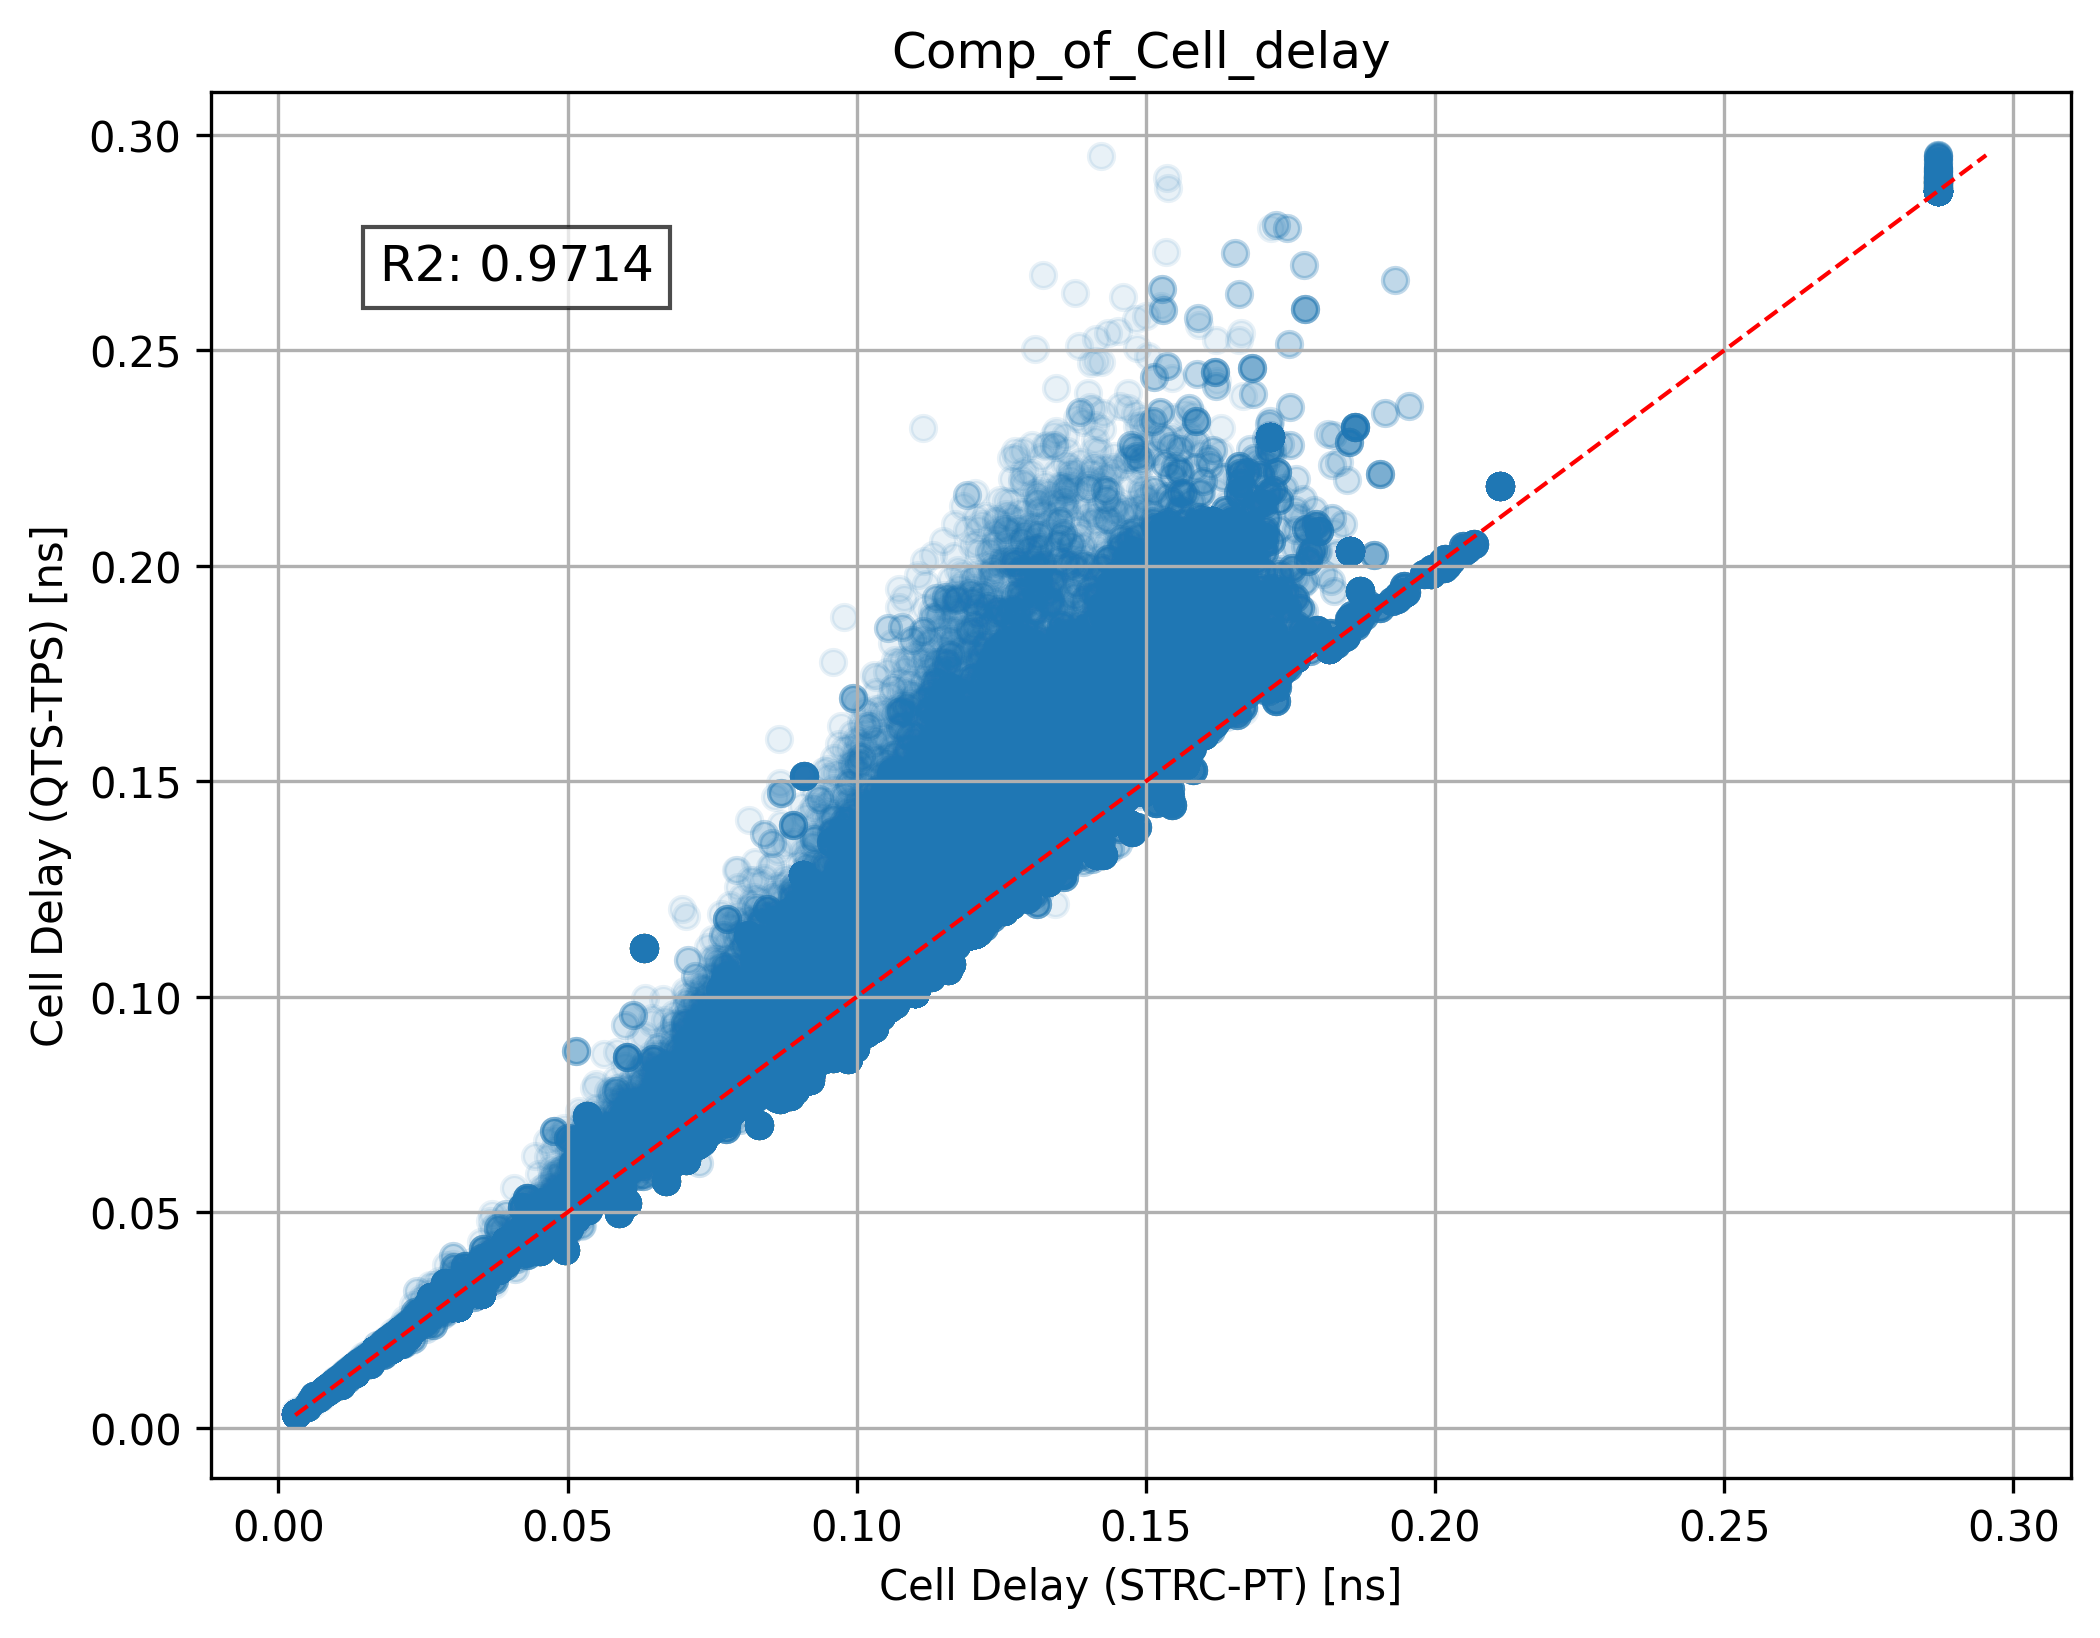 Comp_of_Cell_delay
R2: 0.9714
0.30
0.25
0.20
0.15
0.10
0.05
0.00
Cell Delay (QTS-TPS) [ns]
0.00 0.05 0.10 0.15 0.20 0.25 0.30
Cell Delay (STRC-PT) [ns]